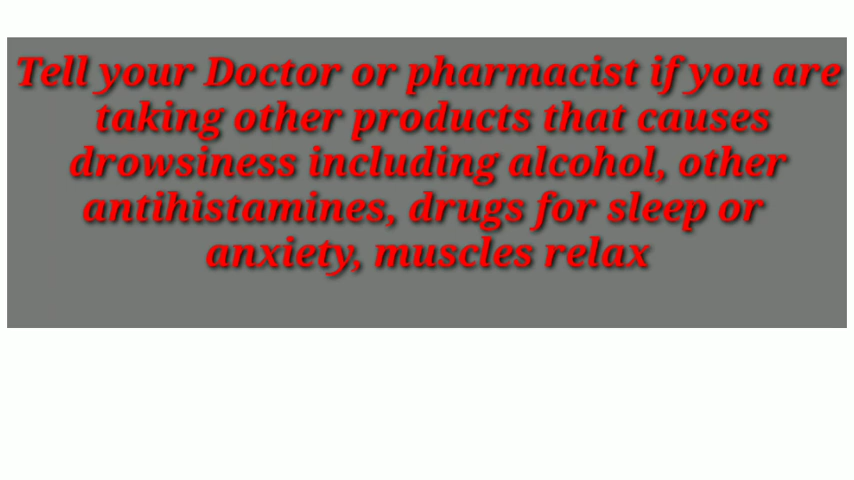 Tell your Doctor or pharmacist if you are
taking other products that causes
drowsiness including alcohol, other
antihistamines, drugs for sleep or
anxiety, muscles relax